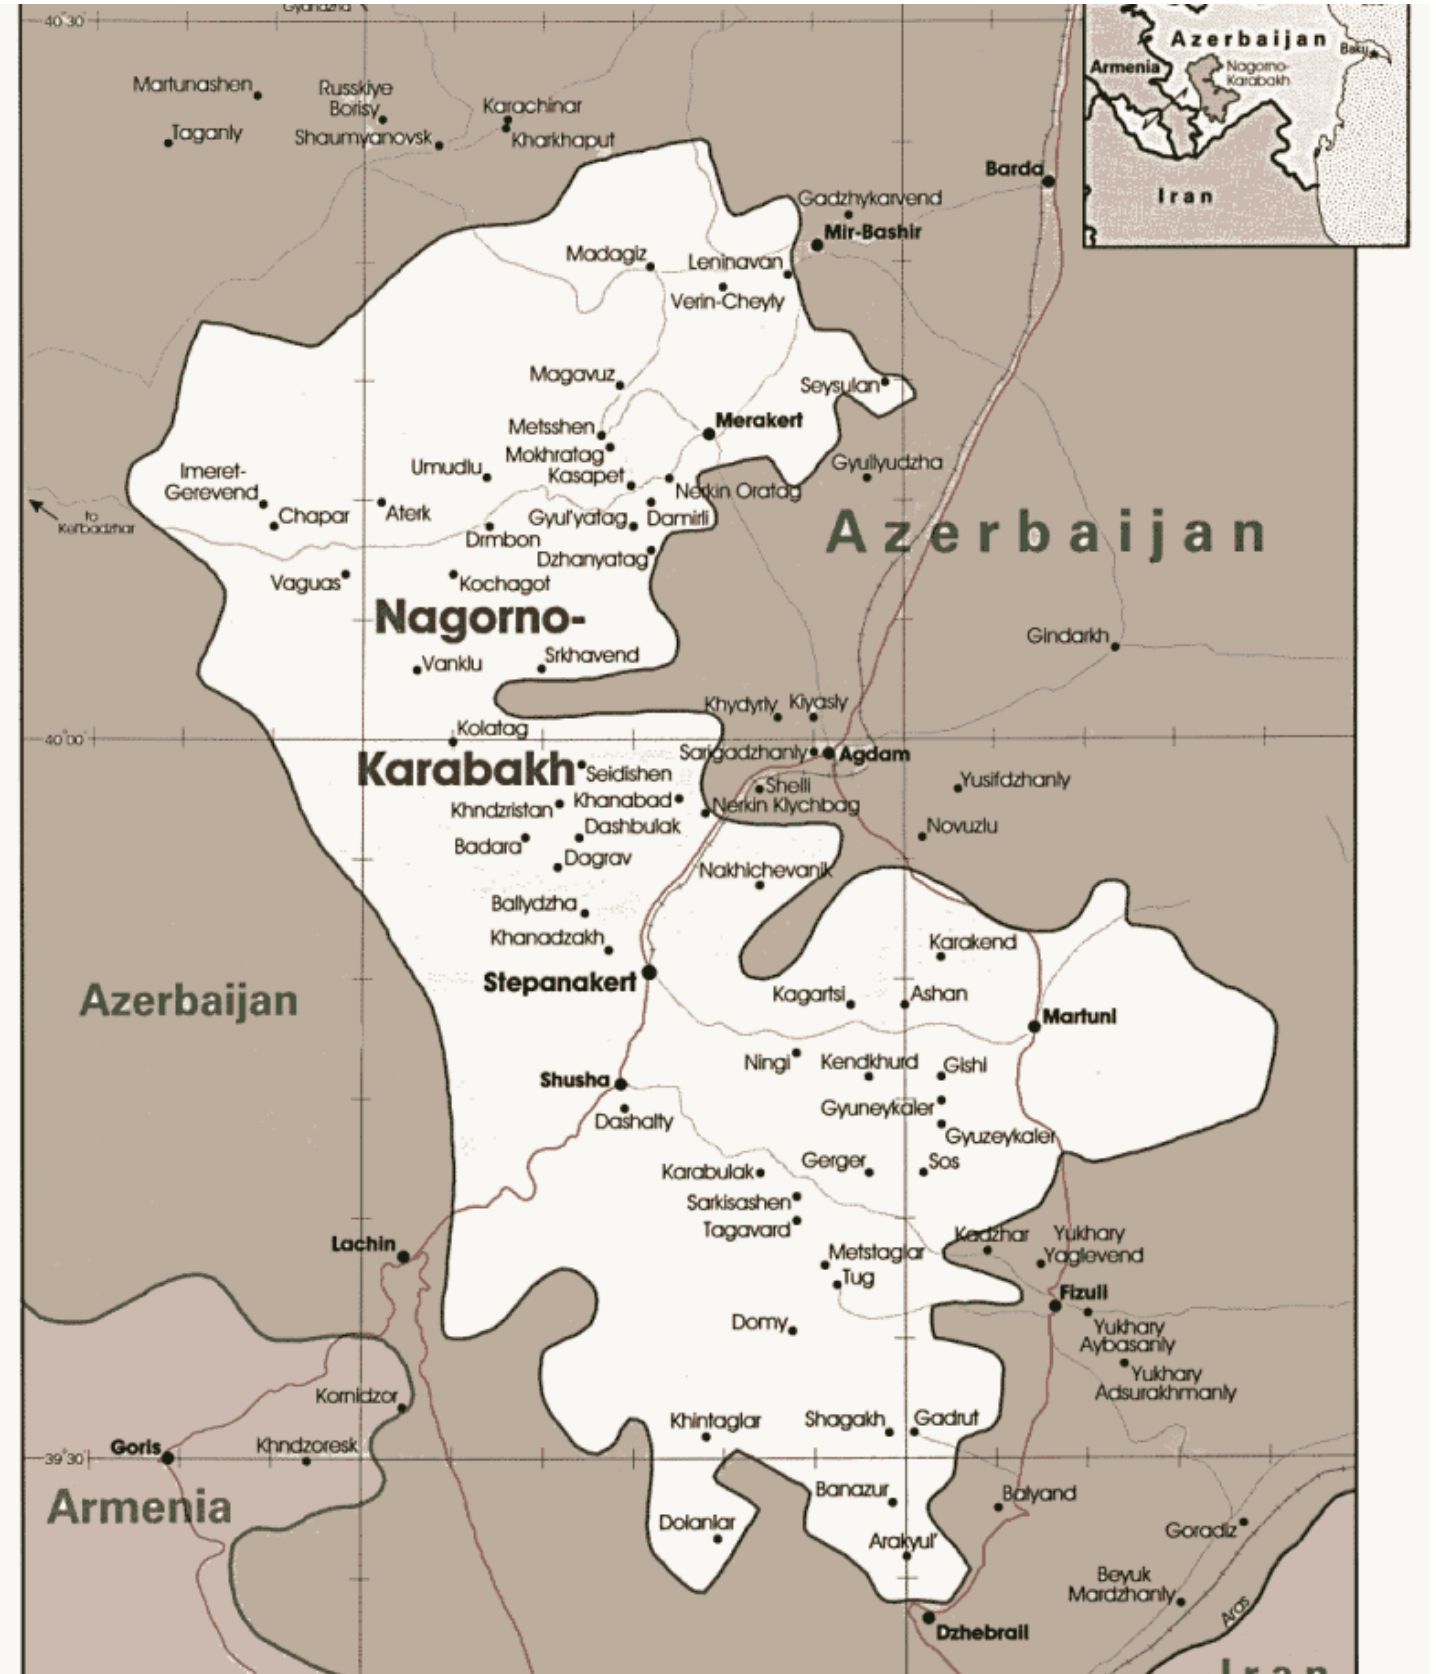 Gyandzha
40°30'
Azerbaijan
Baku
Armenia
Nagorno-
Karabakh
Iran
Martunashen
Taganly
Russkiye
Borisy
Shaumyanovsk
Karachinar
Kharkhaput
Barda
Gadzhykarvend
Mir-Bashir
Madagiz
Leninavan
Verin-Cheyly
Magavuz
Seysulan
Metsshen
Merakert
Mokhratag
Umudlu
Kasapet
Gyullyudzha
Imeret-
Gerevend
Nerkin Oratag
Chapar
Aterk
Gyul'yatag
Damirli
to
Kel'badzhar
Drmbon
Azerbaijan
Dzhanyatag
Vaguas
Kochagot
Nagorno-
Gindarkh
Vanklu
Srkhavend
Khydyrly
Kiyasly
Kolatag
40°00'
Sarigadzhanly
Agdam
Karabakh
Seidishen
Shelli
Yusifdzhanly
Khndzristan
Khanabad
Nerkin Klychbag
Dashbulak
Novuzlu
Badara
Dagrav
Nakhichevanik
Ballydzha
Khanadzakh
Karakend
Stepanakert
Kagartsi
Ashan
Azerbaijan
Martuni
Ningi
Kendkhurd
Gishi
Shusha
Gyuneykaler
Dashalty
Gyuzeykaler
Karabulak
Gerger
Sos
Sarkisashen
Tagavard
Lachin
Kadzhar
Yukhary
Yaglevend
Metstaglar
Tug
Fizuli
Domy
Yukhary
Aybasanly
Yukhary
Adsurakhmanly
Kornidzor
Khintaglar
Shagakh
Gadrut
Goris
Khndzoresk
39°30'
Armenia
Banazur
Balyand
Dolanlar
Arakyul'
Goradiz
Beyuk
Mardzhanly
Aras
Dzhebrail
Iran